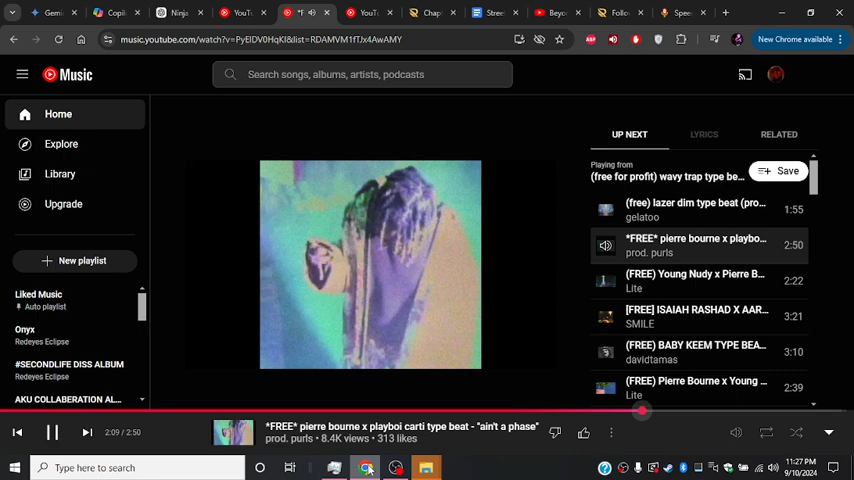 Gemi
Copil
Ninja
YouTu
*F
YouTu
Chap
Stree
Beyo
Follo
Spee
music.youtube.com/watch?v=PyEIDV0HqKI&list=RDAMVM1fTJx4AwAMY
New Chrome available
Music
Search songs, albums, artists, podcasts
Home
Explore
Library
Upgrade
New playlist
Liked Music
Auto playlist
Onyx
Redeyes Eclipse
#SECONDLIFE DISS ALBUM
Redeyes Eclipse
AKU COLLABERATION AL...
UP NEXT
LYRICS
RELATED
Playing from
(free for profit) wavy trap type be...
Save
(free) lazer dim type beat (pro...
gelatoo
1:55
*FREE* pierre bourne x playbo...
prod. purls
2:50
(FREE) Young Nudy x Pierre B...
Lite
2:22
[FREE] ISAIAH RASHAD X AAR...
SMILE
3:21
(FREE) BABY KEEM TYPE BEA...
davidtamas
3:10
(FREE) Pierre Bourne x Young ...
Lite
2:39
2:09 / 2:50
*FREE* pierre bourne x playboi carti type beat - "ain't a phase"
prod. purls • 8.4K views • 313 likes
Type here to search
11:27 PM
9/10/2024